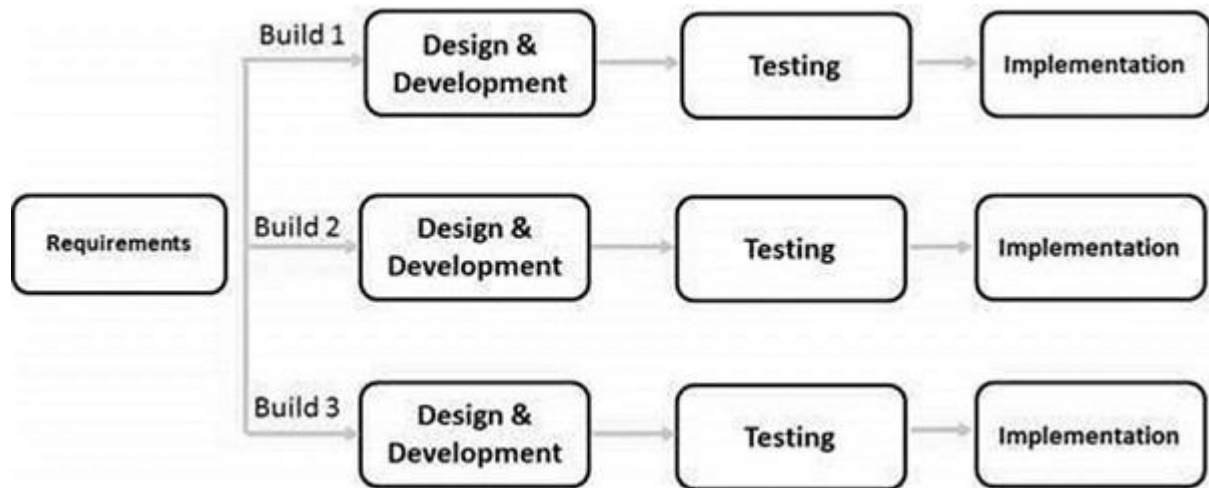 Build 1
Design &
Development
Testing
Implementation
Requirements
Build 2
Design &
Development
Testing
Implementation
Build 3
Design &
Development
Testing
Implementation